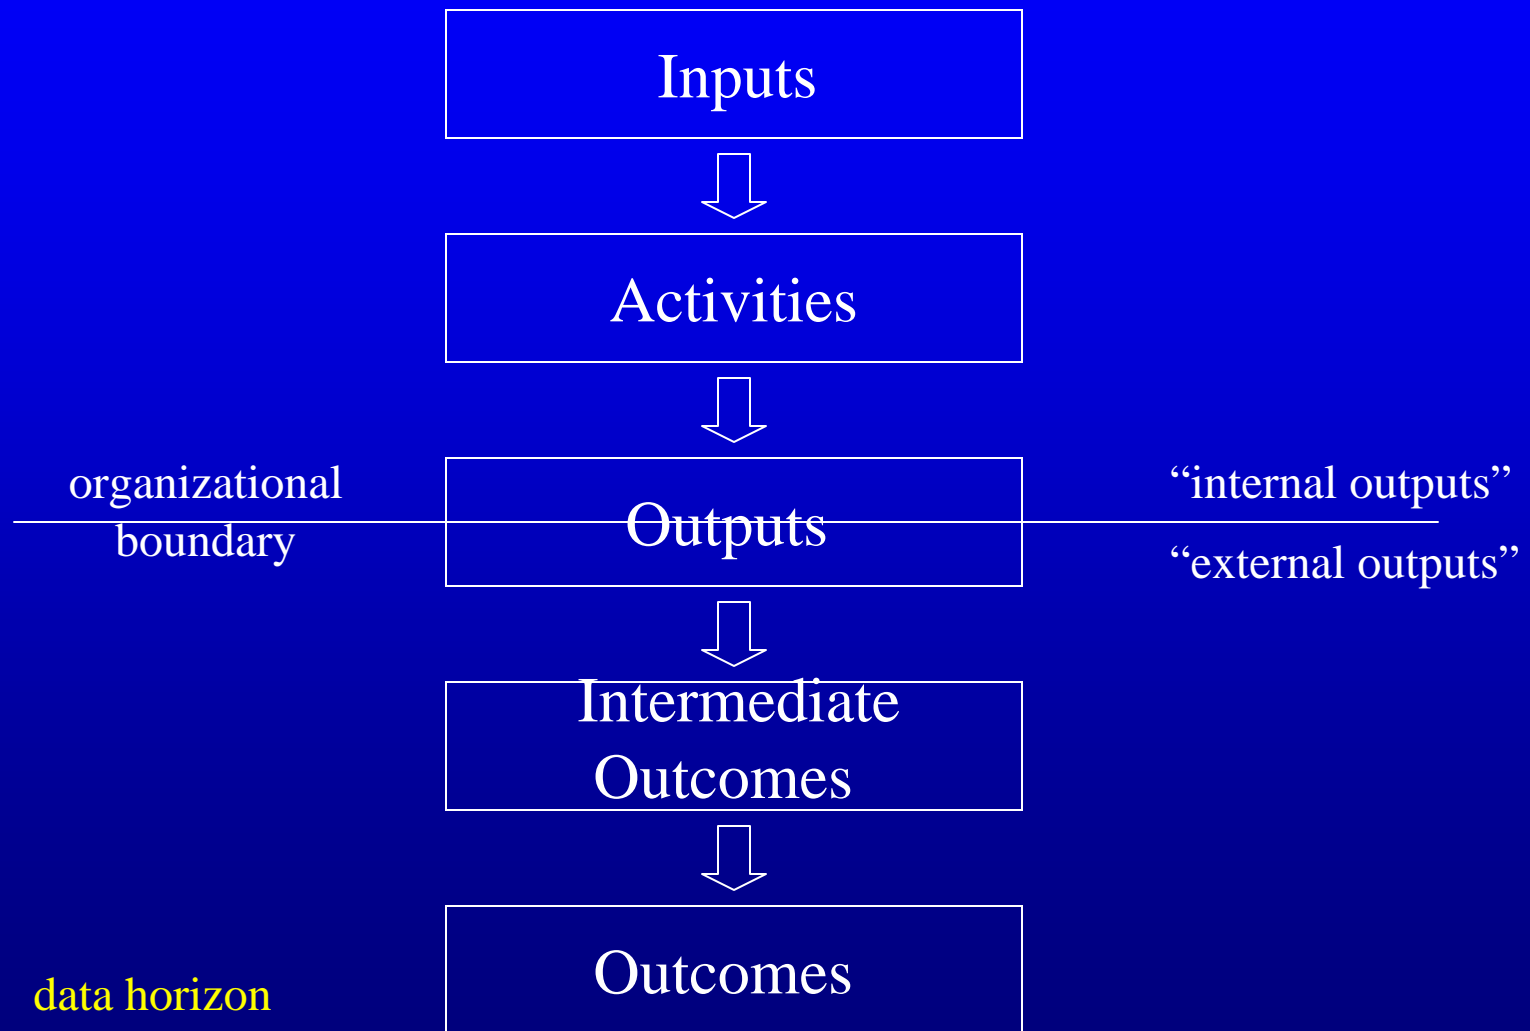 Inputs
Activities
organizational
boundary
Outputs
“internal outputs”
“external outputs”
Intermediate
Outcomes
Outcomes
data horizon